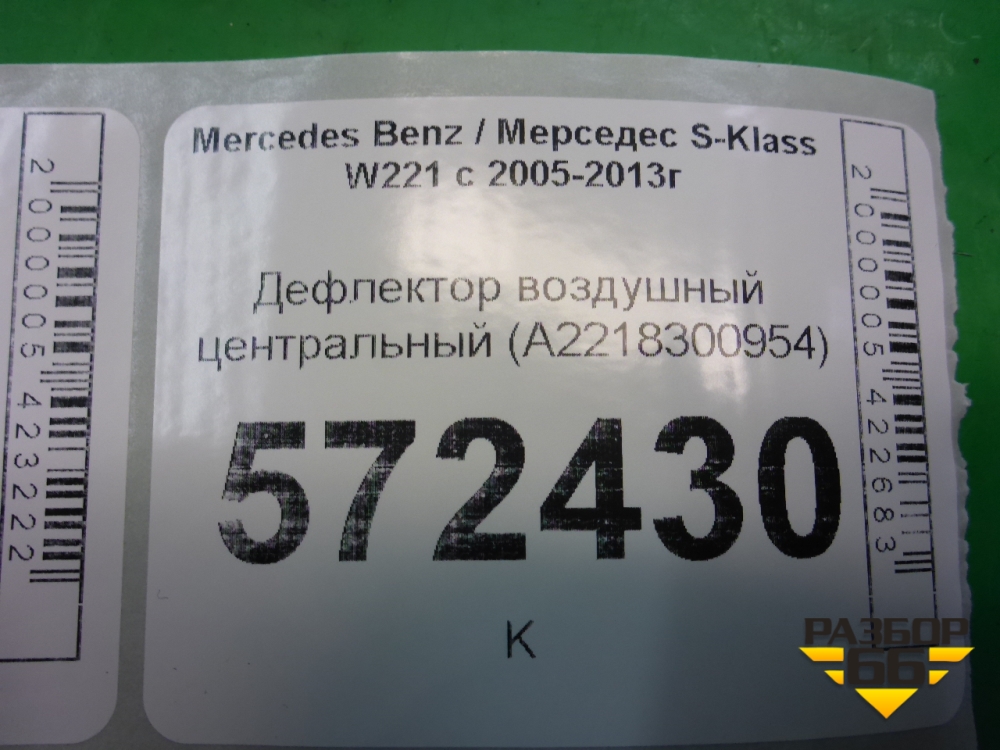 Mercedes Benz / Мерседес S-Klass
W221 с 2005-2013г
Дефлектор воздушный
центральный (A2218300954)
572430
К
2000005423222
2000005422683
РАЗБОР
66